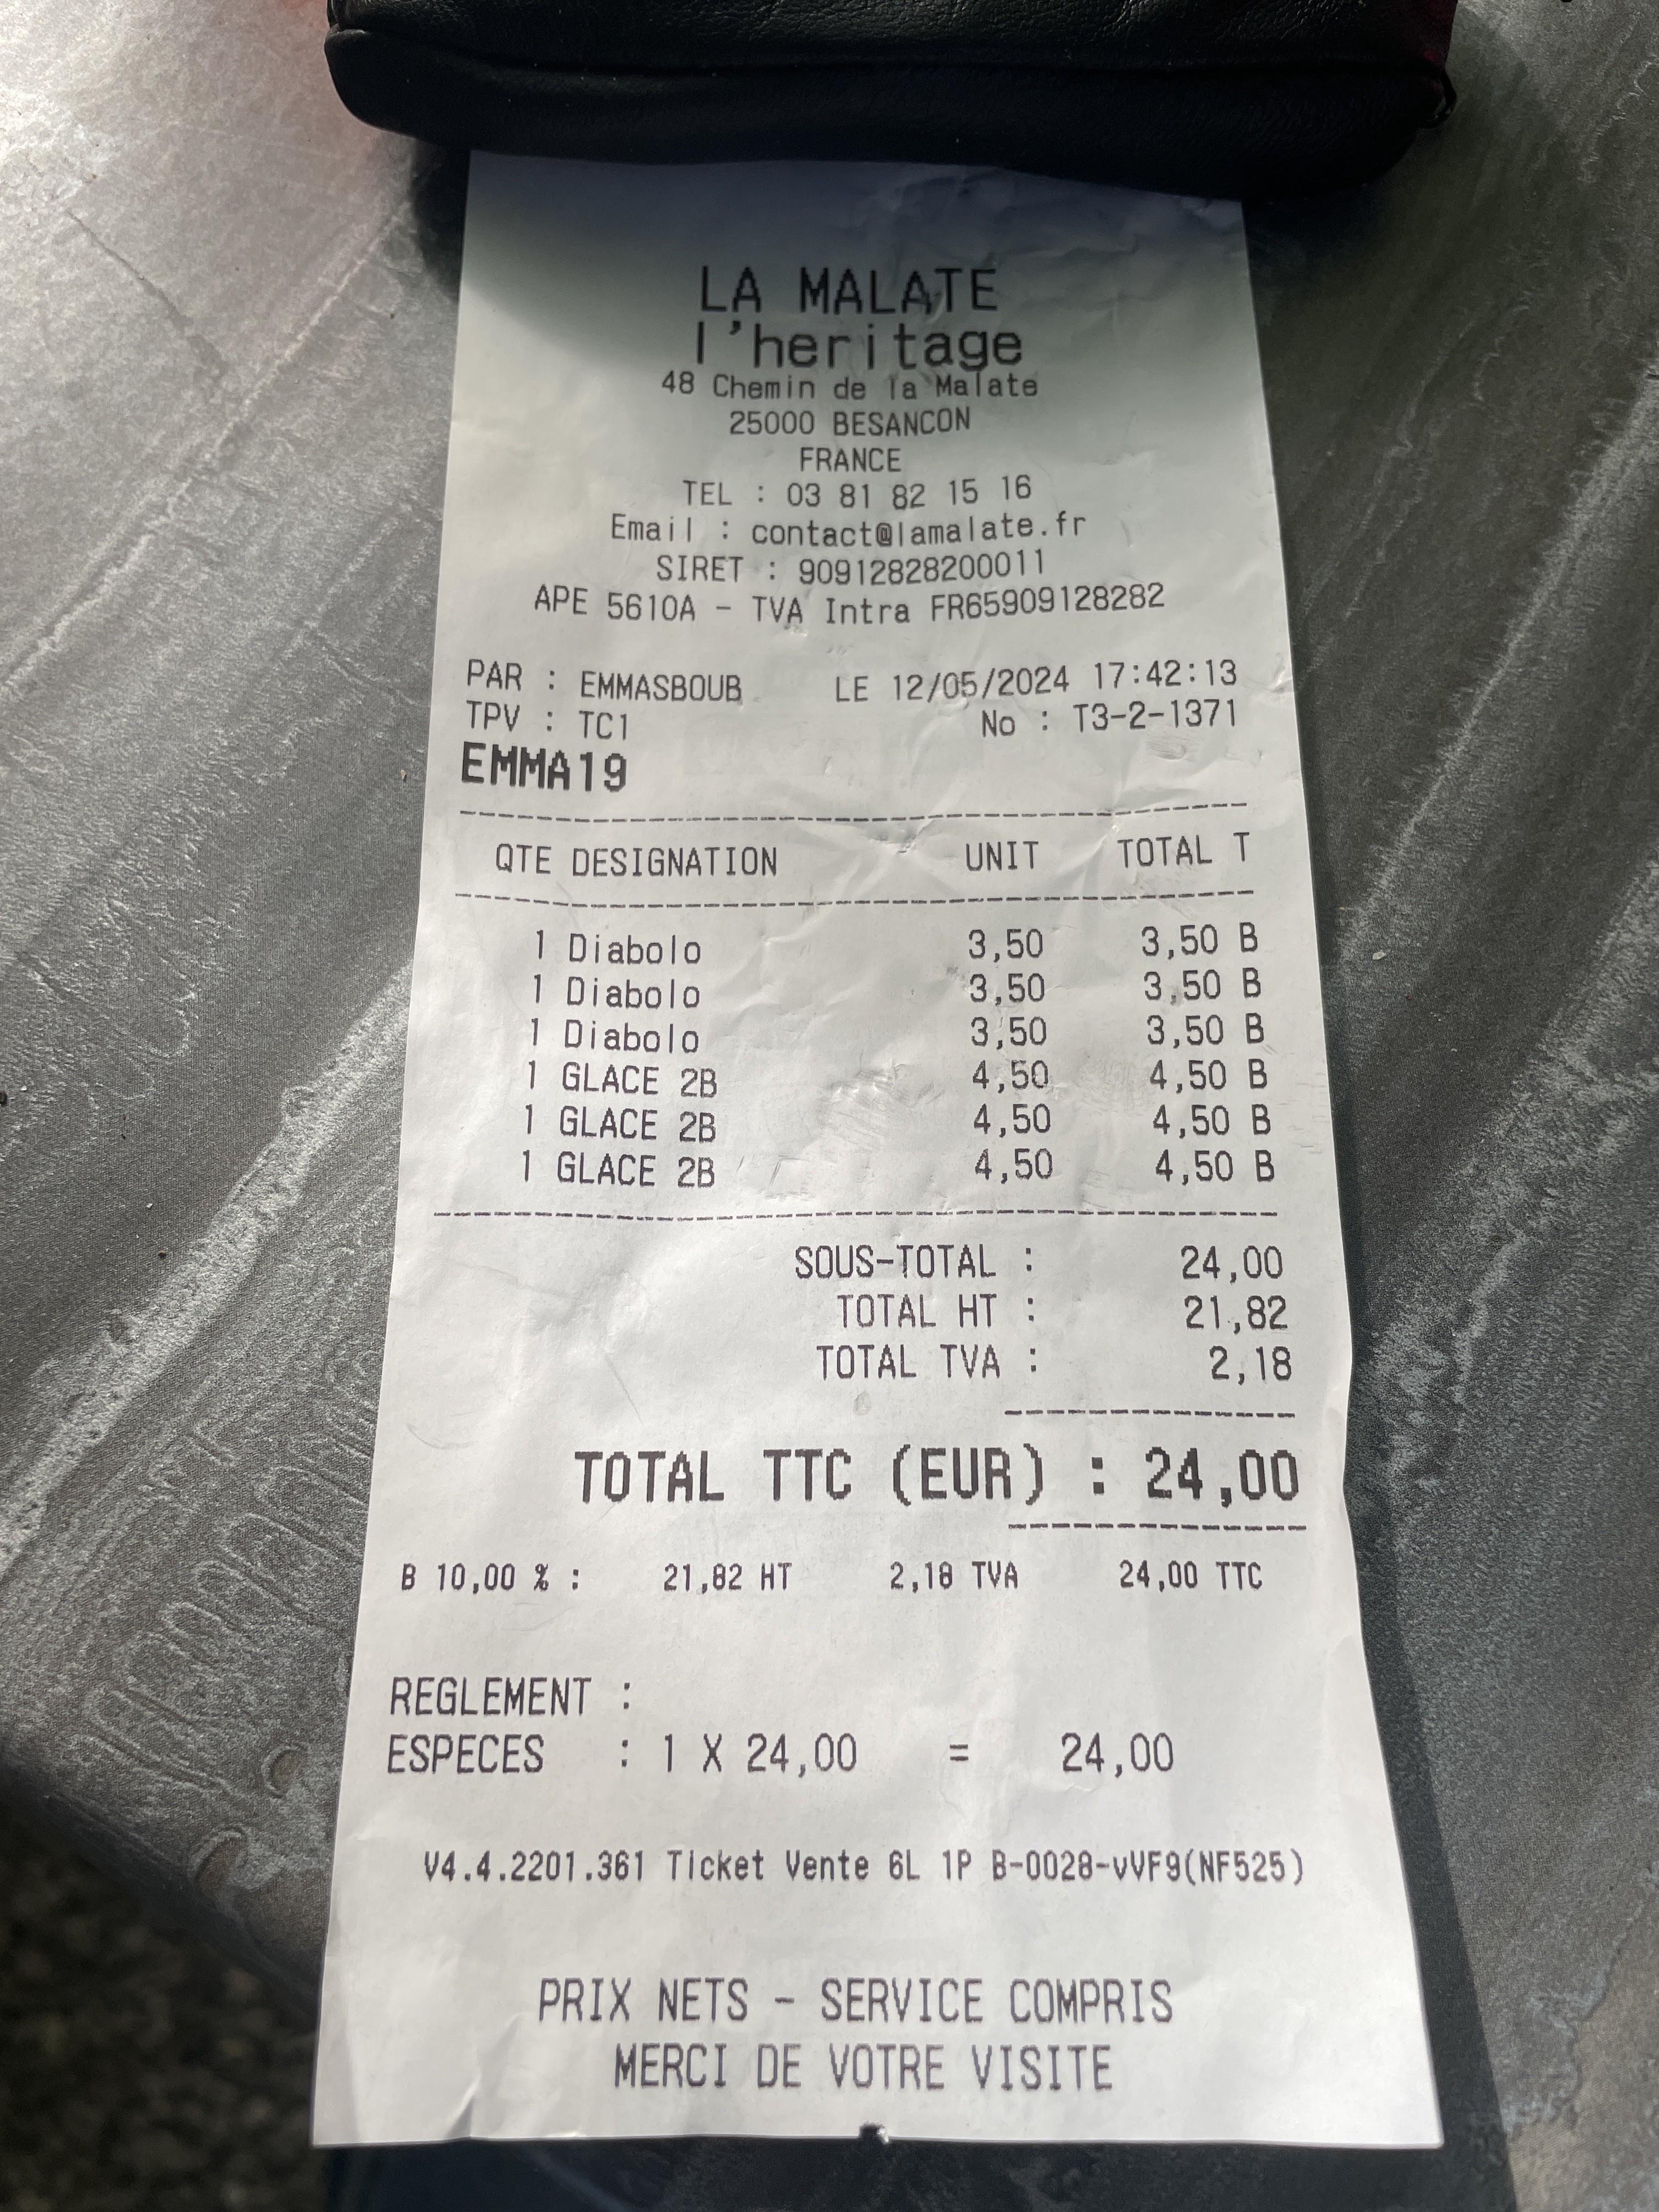 LA MALATE
l'heritage
48 Chemin de la Malate
25000 BESANCON
FRANCE
TEL : 03 81 82 15 16
Email : contact@lamalate.fr
SIRET : 90912828200011
APE 5610A - TVA Intra FR65909128282
PAR : EMMASBOUB LE 12/05/2024 17:42:13
TPV : TC1 No : T3-2-1371
EMMA19
QTE DESIGNATION UNIT TOTAL T
1 Diabolo 3,50 3,50 B
1 Diabolo 3,50 3,50 B
1 Diabolo 3,50 3,50 B
1 GLACE 2B 4,50 4,50 B
1 GLACE 2B 4,50 4,50 B
1 GLACE 2B 4,50 4,50 B
SOUS-TOTAL : 24,00
TOTAL HT : 21,82
TOTAL TVA : 2,18
TOTAL TTC (EUR) : 24,00
B 10,00 % : 21,82 HT 2,18 TVA 24,00 TTC
REGLEMENT :
ESPECES : 1 X 24,00 = 24,00
V4.4.2201.361 Ticket Vente 6L 1P B-0028-vVF9(NF525)
PRIX NETS - SERVICE COMPRIS
MERCI DE VOTRE VISITE